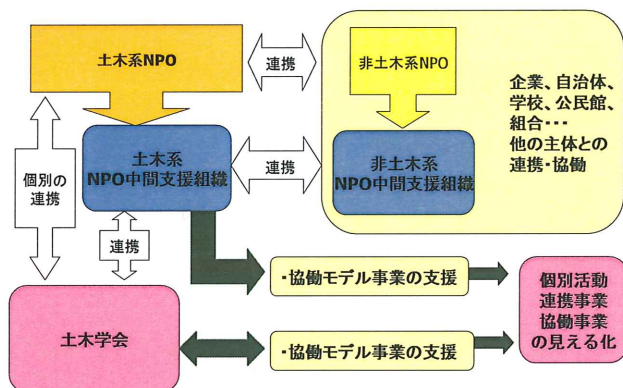 土木系NPO
連携
非土木系NPO
企業、自治体、
学校、公民館、
組合･･･
他の主体との
連携･協働
土木系
NPO中間支援組織
連携
非土木系
NPO中間支援組織
個別の
連携
連携
･協働モデル事業の支援
個別活動
連携事業
協働事業
の見える化
土木学会
･協働モデル事業の支援